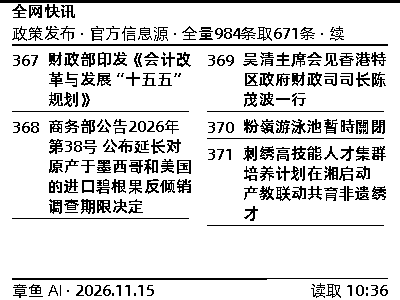 全网快讯
政策发布 · 官方信息源 · 全量984条取671条 · 续
367 财政部印发《会计改
革与发展“十五五”
规划》
368 商务部公告2026年
第38号 公布延长对
原产于墨西哥和美国
的进口碧根果反倾销
调查期限决定
369 吴清主席会见香港特
区政府财政司司长陈
茂波一行
370 粉嶺游泳池暫時關閉
371 刺绣高技能人才集群
培养计划在湘启动
产教联动共育非遗绣
才
章鱼 AI · 2026.11.15
读取 10:36